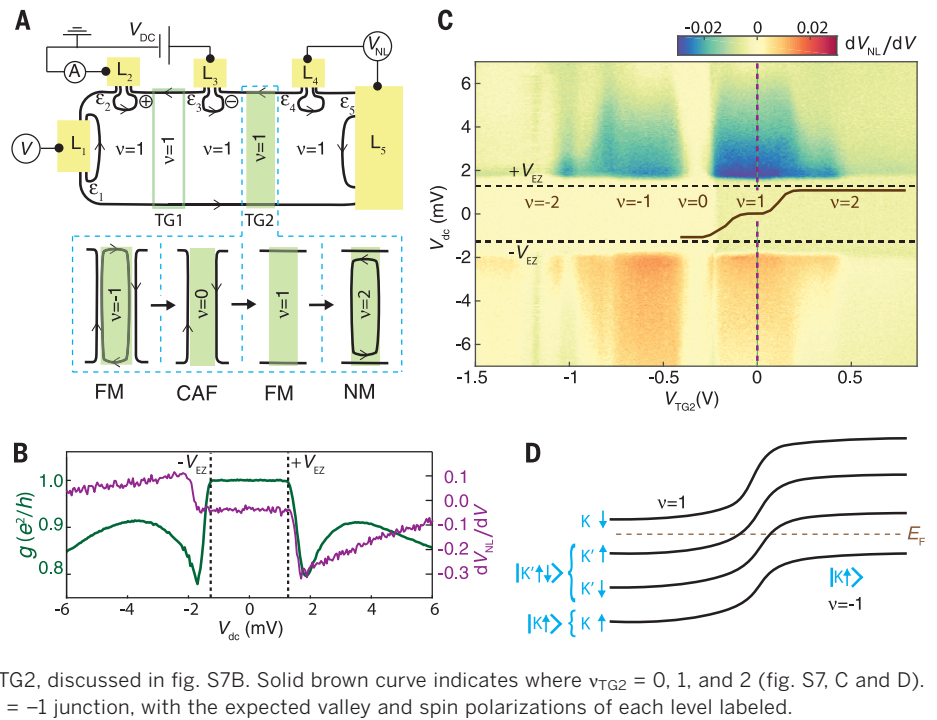 A
V_DC
V_NL
A
L₂
L₃
L₄
ε₂
⊕
ε₃
⊖
ε₄
ε₅
V
L₁
ν=1
ν=1
ν=1
ν=1
ν=1
L₅
ε₁
TG1
TG2
ν=-1
ν=0
ν=1
ν=2
FM
CAF
FM
NM
B
-V_EZ
+V_EZ
g (e²/h)
1.0
0.9
0.8
0.1
0.0
-0.1
-0.2
-0.3
dV_NL/dV
-6
-4
-2
0
2
4
6
V_dc (mV)
C
-0.02
0
0.02
dV_NL/dV
V_dc (mV)
6
4
2
0
-2
-4
-6
+V_EZ
ν=-2
ν=-1
ν=0
ν=1
ν=2
-V_EZ
-1.5
-1
-0.5
0
0.5
V_TG2(V)
D
ν=1
K ↓
E_F
K' ↑
|K'↑↓⟩ {
K' ↓
|K↑⟩
ν=-1
|K↑⟩ { K ↑
TG2, discussed in fig. S7B. Solid brown curve indicates where ν_TG2 = 0, 1, and 2 (fig. S7, C and D).
= −1 junction, with the expected valley and spin polarizations of each level labeled.